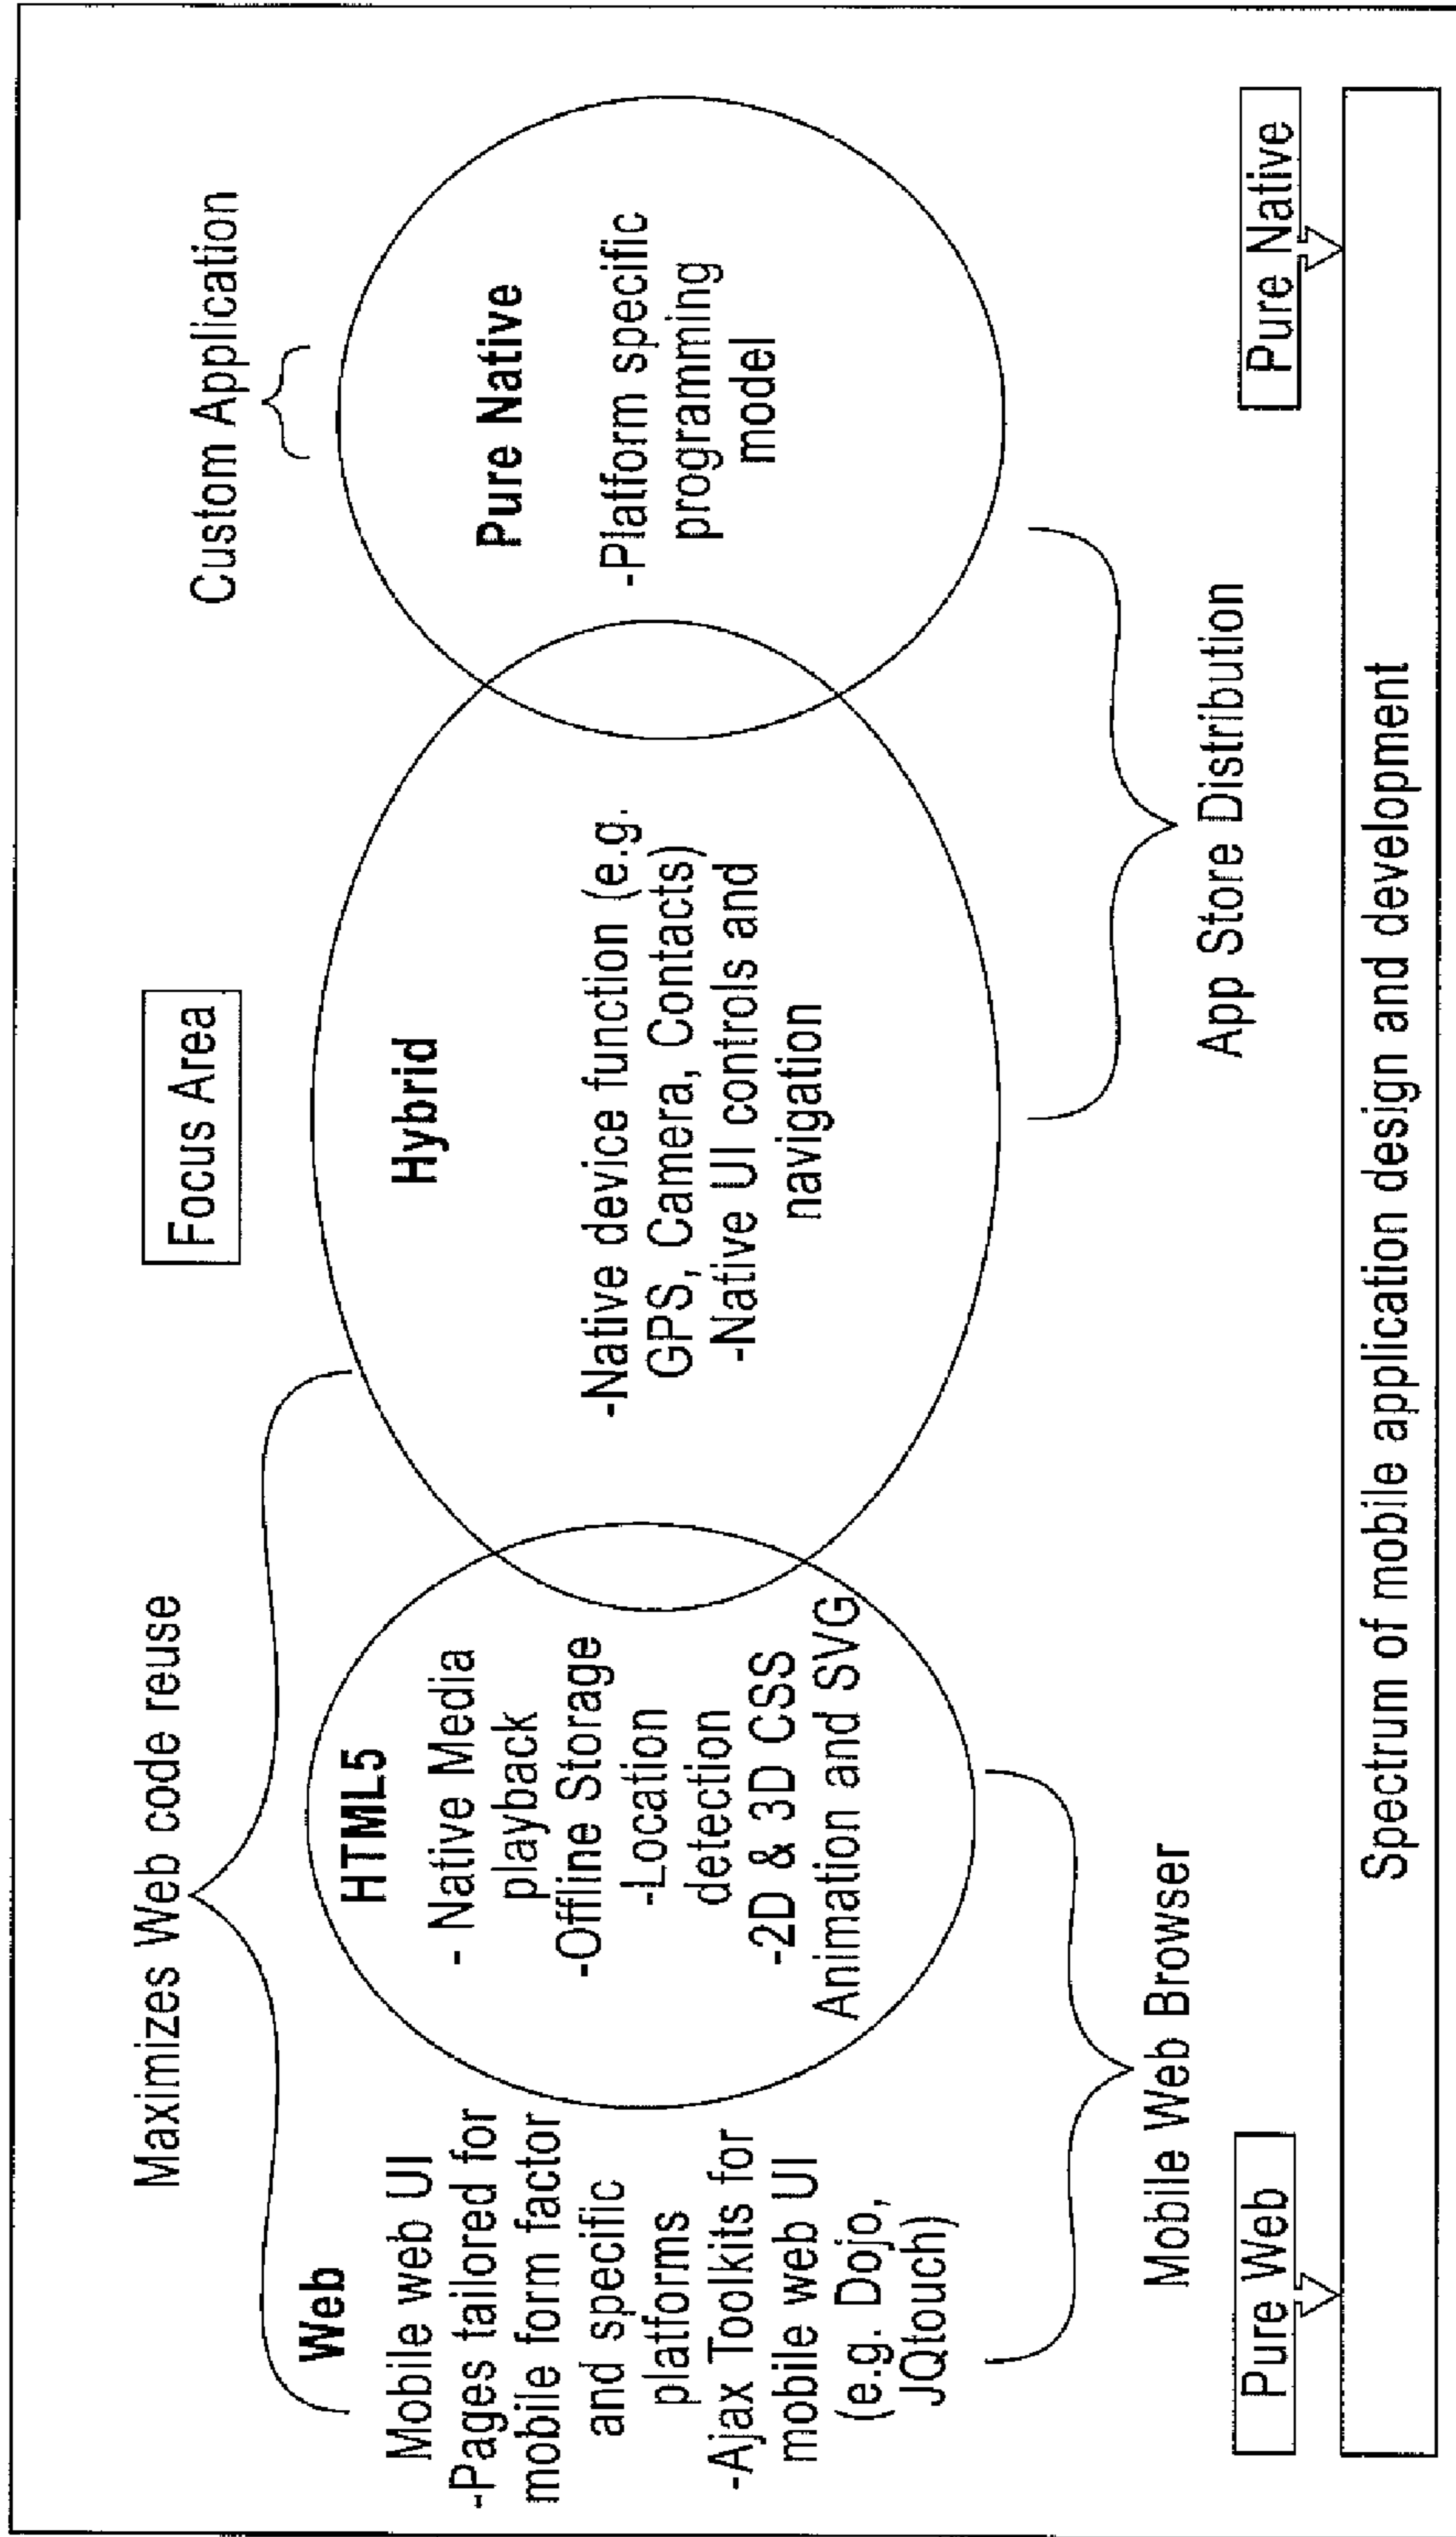 Maximizes Web code reuse
Focus Area
Custom Application
Web
Mobile web UI
-Pages tailored for
mobile form factor
and specific
platforms
-Ajax Toolkits for
mobile web UI
(e.g. Dojo,
JQtouch)
HTML5
- Native Media
playback
-Offline Storage
-Location
detection
-2D & 3D CSS
Animation and SVG
Hybrid
-Native device function (e.g.
GPS, Camera, Contacts)
-Native UI controls and
navigation
Pure Native
-Platform specific
programming
model
Mobile Web Browser
App Store Distribution
Pure Web
Pure Native
Spectrum of mobile application design and development